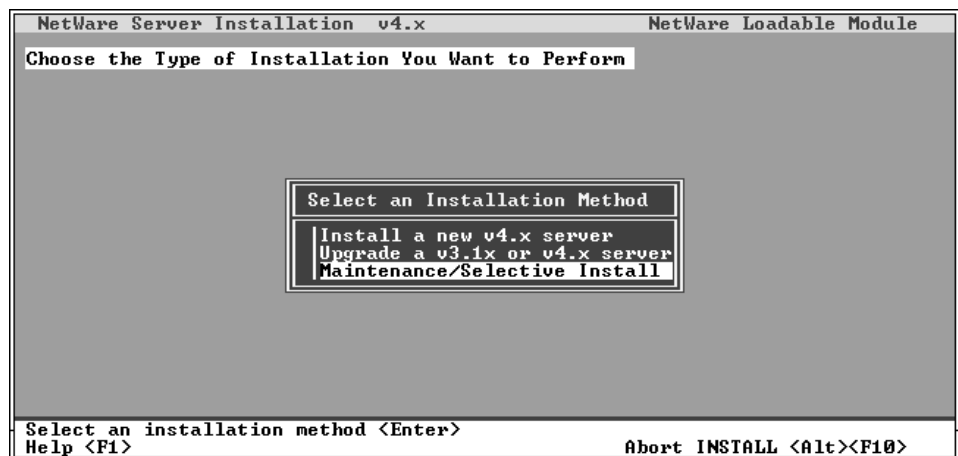 NetWare Server Installation v4.x NetWare Loadable Module
Choose the Type of Installation You Want to Perform
Select an Installation Method
Install a new v4.x server
Upgrade a v3.1x or v4.x server
Maintenance/Selective Install
Select an installation method <Enter>
Help <F1> Abort INSTALL <Alt><F10>